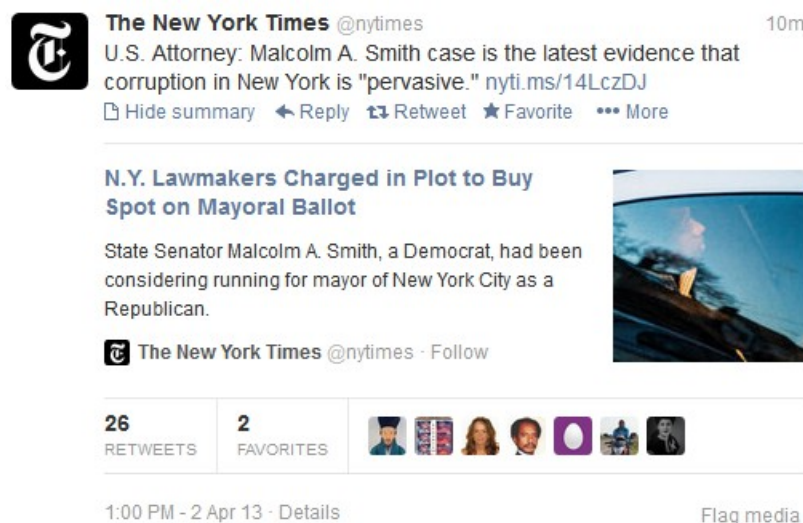 The New York Times @nytimes 10m
U.S. Attorney: Malcolm A. Smith case is the latest evidence that
corruption in New York is "pervasive." nyti.ms/14LczDJ
Hide summary Reply Retweet Favorite More
N.Y. Lawmakers Charged in Plot to Buy
Spot on Mayoral Ballot
State Senator Malcolm A. Smith, a Democrat, had been
considering running for mayor of New York City as a
Republican.
The New York Times @nytimes · Follow
26 2
RETWEETS FAVORITES
1:00 PM - 2 Apr 13 · Details Flag media